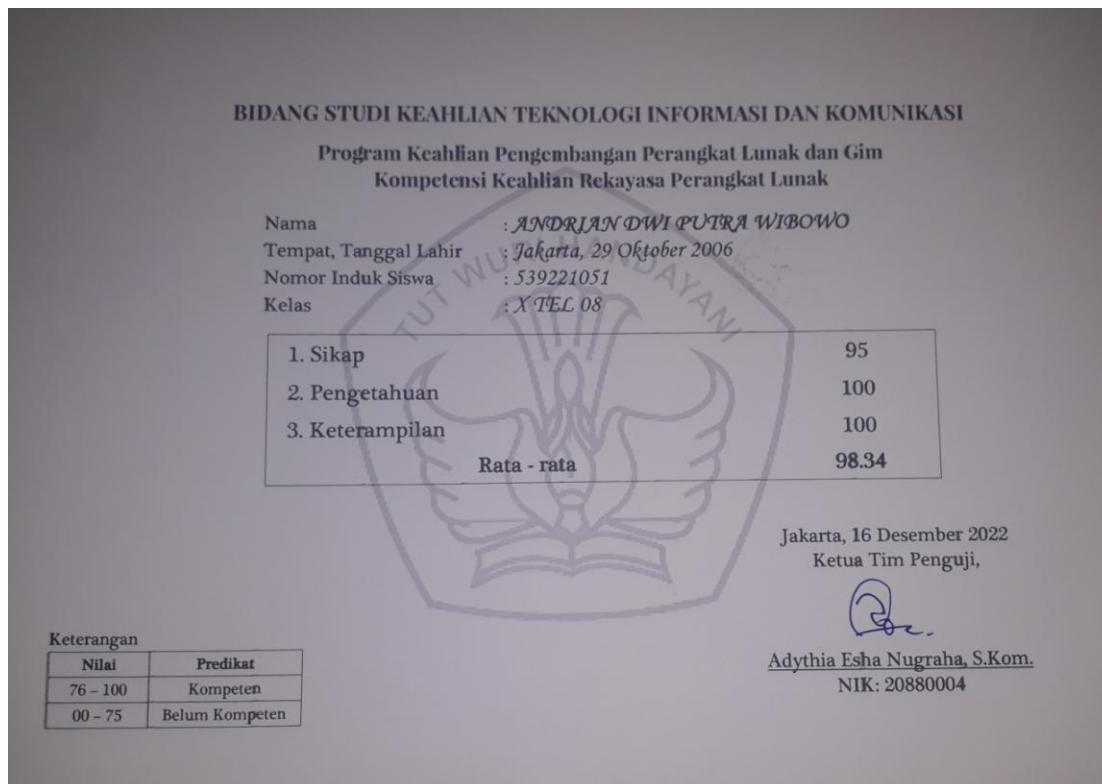 BIDANG STUDI KEAHLIAN TEKNOLOGI INFORMASI DAN KOMUNIKASI
Program Keahlian Pengembangan Perangkat Lunak dan Gim
Kompetensi Keahlian Rekayasa Perangkat Lunak
Nama : ANDRIAN DWI PUTRA WIBOWO
Tempat, Tanggal Lahir : Jakarta, 29 Oktober 2006
Nomor Induk Siswa : 539221051
Kelas : X TEL 08
TUT WURI HANDAYANI
1. Sikap 95
2. Pengetahuan 100
3. Keterampilan 100
Rata - rata 98.34
Jakarta, 16 Desember 2022
Ketua Tim Penguji,
Adythia Esha Nugraha, S.Kom.
NIK: 20880004
Keterangan
Nilai Predikat
76 – 100 Kompeten
00 – 75 Belum Kompeten